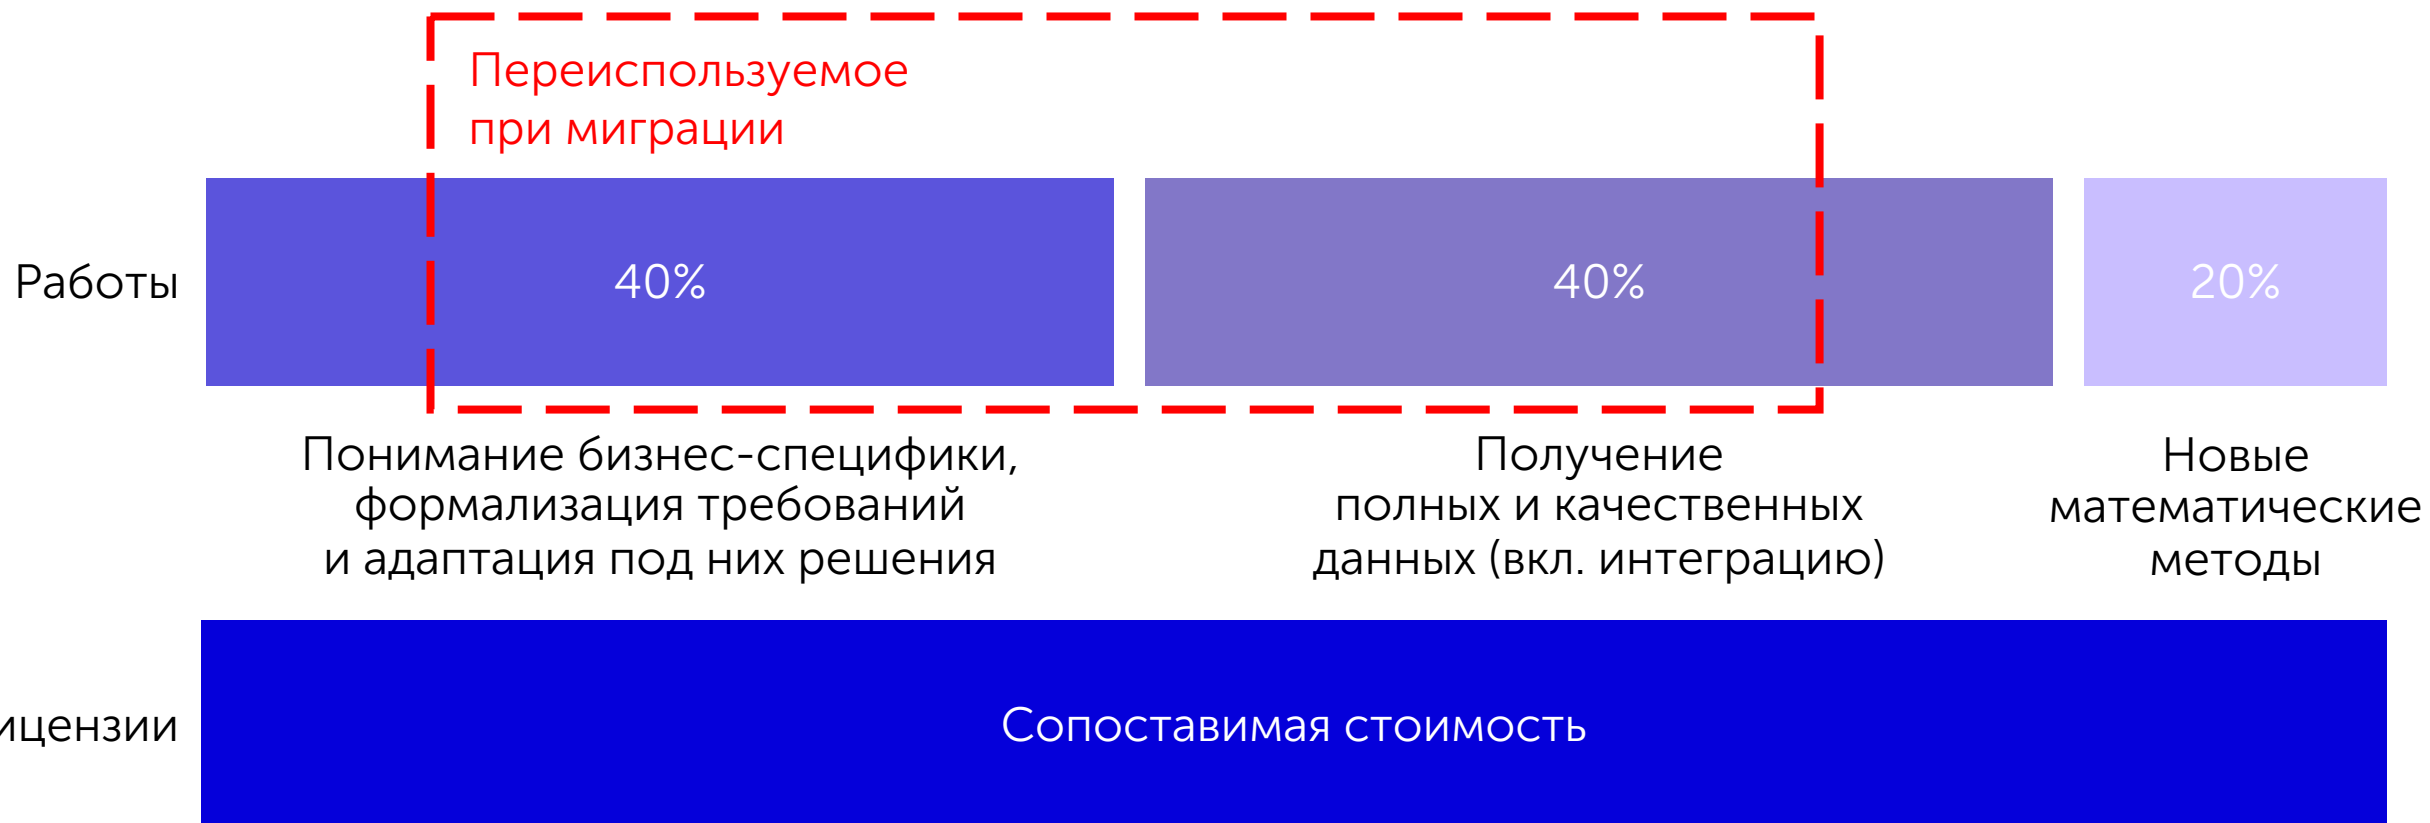 Переиспользуемое
при миграции
Работы
40%
40%
20%
Понимание бизнес-специфики,
формализация требований
и адаптация под них решения
Получение
полных и качественных
данных (вкл. интеграцию)
Новые
математические
методы
ицензии
Сопоставимая стоимость